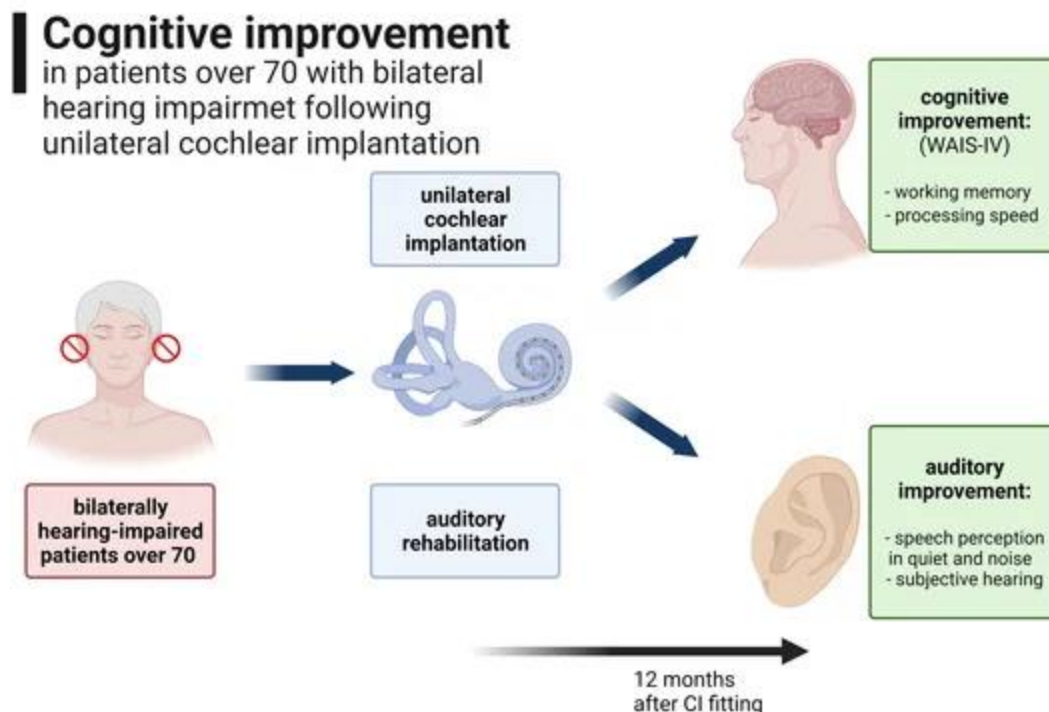 Cognitive improvement
in patients over 70 with bilateral
hearing impairmet following
unilateral cochlear implantation
bilaterally
hearing-impaired
patients over 70
unilateral
cochlear
implantation
auditory
rehabilitation
cognitive
improvement:
(WAIS-IV)
- working memory
- processing speed
auditory
improvement:
- speech perception
in quiet and noise
- subjective hearing
12 months
after CI fitting